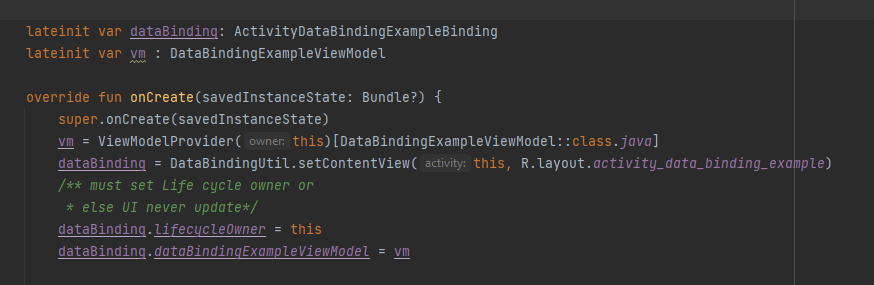 lateinit var dataBinding: ActivityDataBindingExampleBinding
lateinit var vm : DataBindingExampleViewModel
override fun onCreate(savedInstanceState: Bundle?) {
super.onCreate(savedInstanceState)
vm = ViewModelProvider( owner: this)[DataBindingExampleViewModel::class.java]
dataBinding = DataBindingUtil.setContentView( activity: this, R.layout.activity_data_binding_example)
/** must set Life cycle owner or
* else UI never update*/
dataBinding.lifecycleOwner = this
dataBinding.dataBindingExampleViewModel = vm